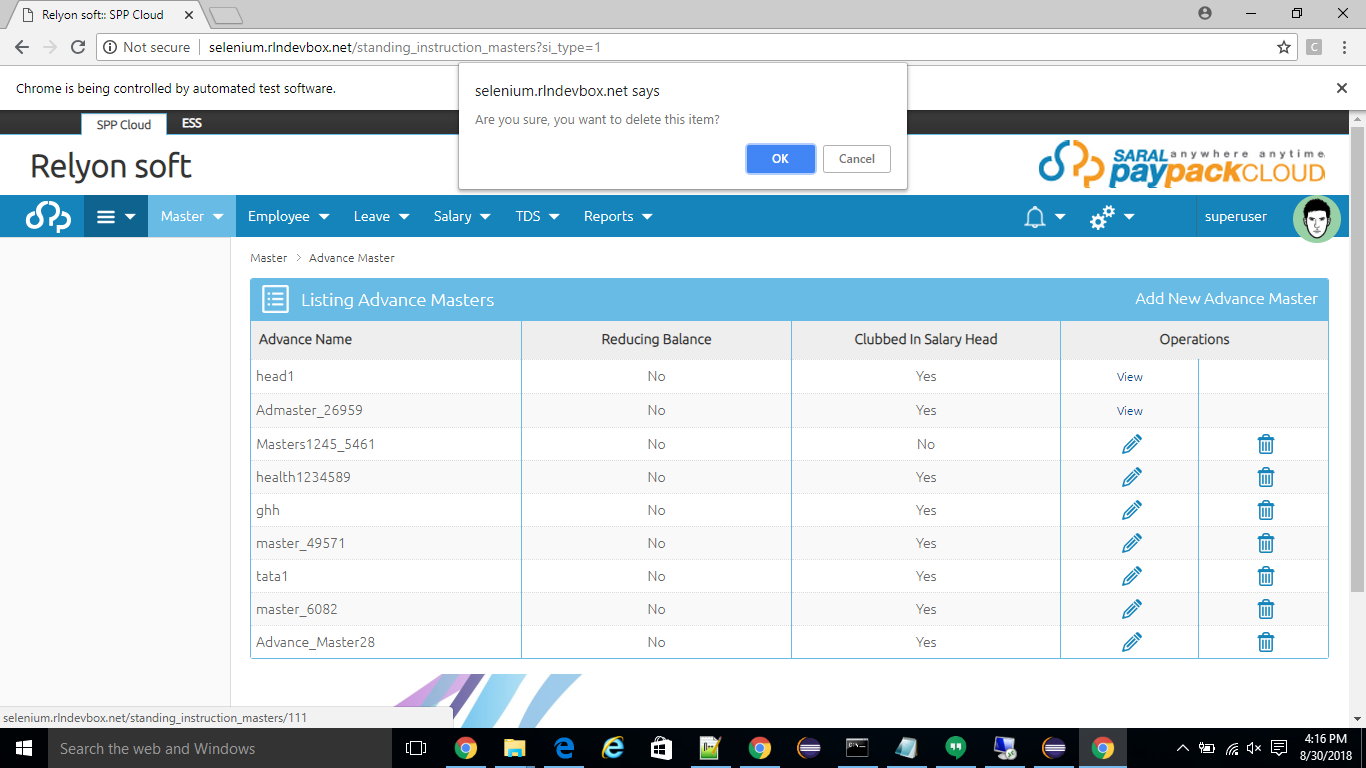 Relyon soft:: SPP Cloud
Not secure selenium.rlndevbox.net/standing_instruction_masters?si_type=1 C
Chrome is being controlled by automated test software.
selenium.rlndevbox.net says
Are you sure, you want to delete this item?
OK Cancel
SPP Cloud ESS
Relyon soft
SARAL anywhere anytime
paypackCLOUD
Master Employee Leave Salary TDS Reports superuser
Master > Advance Master
Listing Advance Masters Add New Advance Master
Advance Name Reducing Balance Clubbed In Salary Head Operations
head1 No Yes View
Admaster_26959 No Yes View
Masters1245_5461 No No
health1234589 No Yes
ghh No Yes
master_49571 No Yes
tata1 No Yes
master_6082 No Yes
Advance_Master28 No Yes
selenium.rlndevbox.net/standing_instruction_masters/111
Search the web and Windows
4:16 PM
8/30/2018